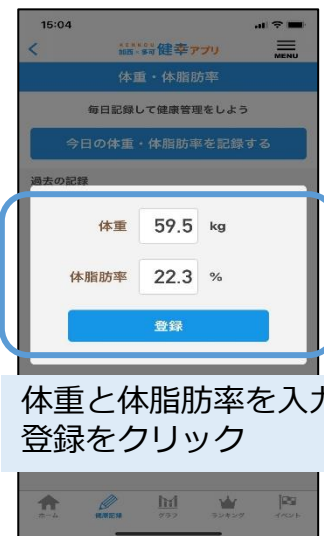 15:04
加西・多可 健幸アプリ
MENU
体重・体脂肪率
毎日記録して健康管理をしよう
今日の体重・体脂肪率を記録する
過去の記録
体重 59.5 kg
体脂肪率 22.3 %
登録
体重と体脂肪率を入力
登録をクリック
ホーム 健康記録 グラフ ランキング イベント